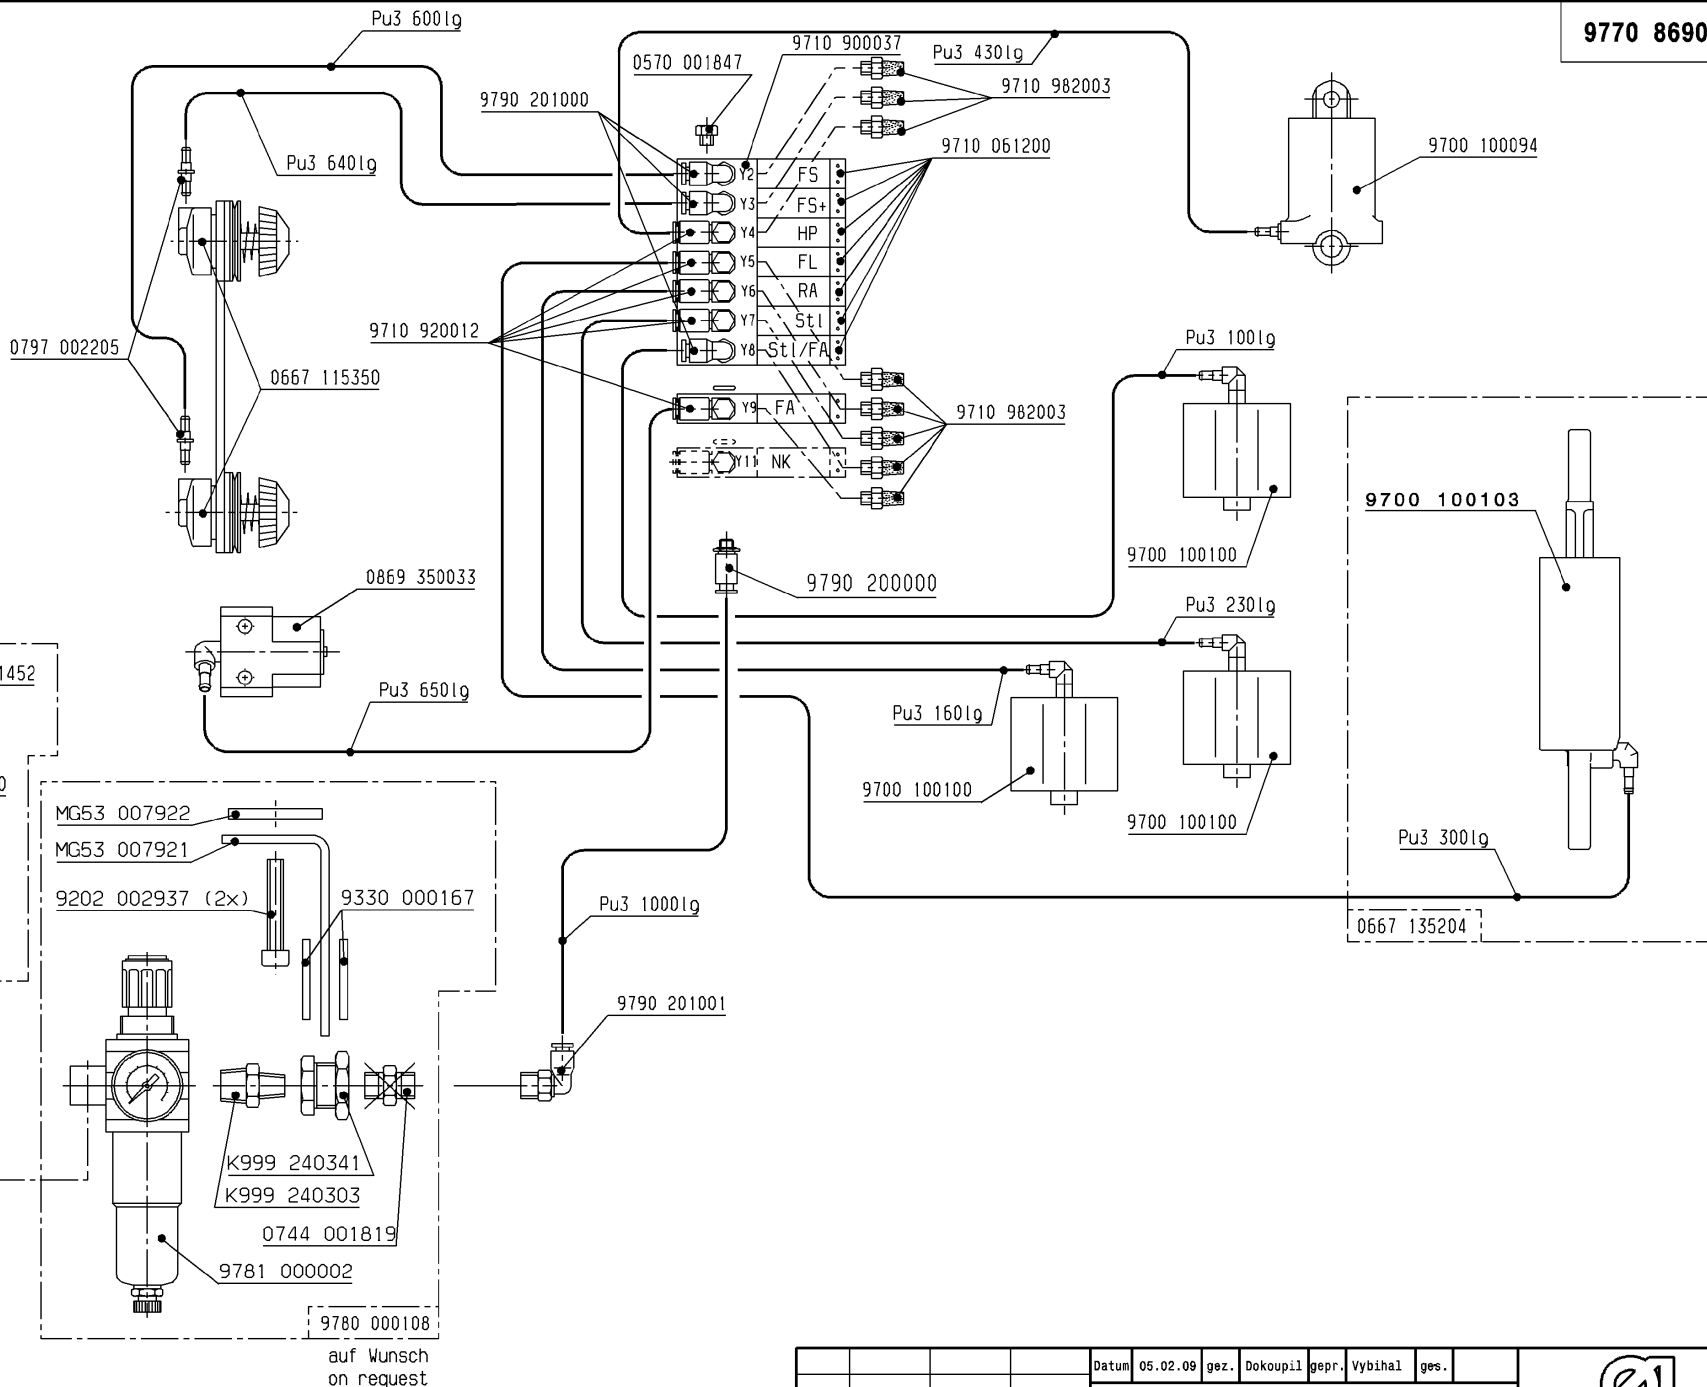 Pu3 600lg
9770 8690
9710 900037
Pu3 430lg
0570 001847
9710 982003
9790 201000
9710 061200
9700 100094
Pu3 640lg
Y2 FS
Y3 FS+
Y4 HP
Y5 FL
Y6 RA
Y7 Stl
Y8 Stl/FA
Y9 FA
Y11 NK
9710 920012
0797 002205
0667 115350
Pu3 100lg
9710 982003
9700 100103
9700 100100
0869 350033
9790 200000
Pu3 230lg
1452
Pu3 650lg
Pu3 160lg
0
9700 100100
9700 100100
MG53 007922
MG53 007921
Pu3 300lg
9202 002937 (2x)
9330 000167
Pu3 1000lg
0667 135204
9790 201001
K999 240341
K999 240303
0744 001819
9781 000002
9780 000108
auf Wunsch
on request
Datum 05.02.09 gez. Dokoupil gepr. Vybihal ges.